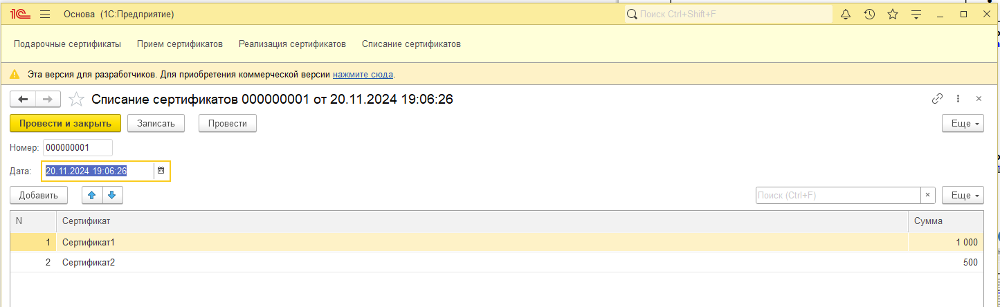 1С Основа (1С:Предприятие) Поиск Ctrl+Shift+F
Подарочные сертификаты Прием сертификатов Реализация сертификатов Списание сертификатов
Эта версия для разработчиков. Для приобретения коммерческой версии нажмите сюда.
Списание сертификатов 000000001 от 20.11.2024 19:06:26
Провести и закрыть Записать Провести Еще
Номер: 000000001
Дата: 20.11.2024 19:06:26
Добавить Поиск (Ctrl+F) × Еще
N Сертификат Сумма
1 Сертификат1 1 000
2 Сертификат2 500